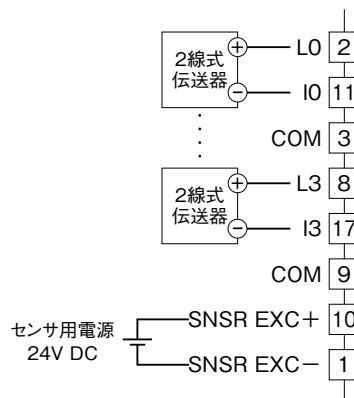 2線式
伝送器
+ L0 2
− I0 11
COM 3
2線式
伝送器
+ L3 8
− I3 17
COM 9
センサ用電源
24V DC
SNSR EXC+ 10
SNSR EXC− 1